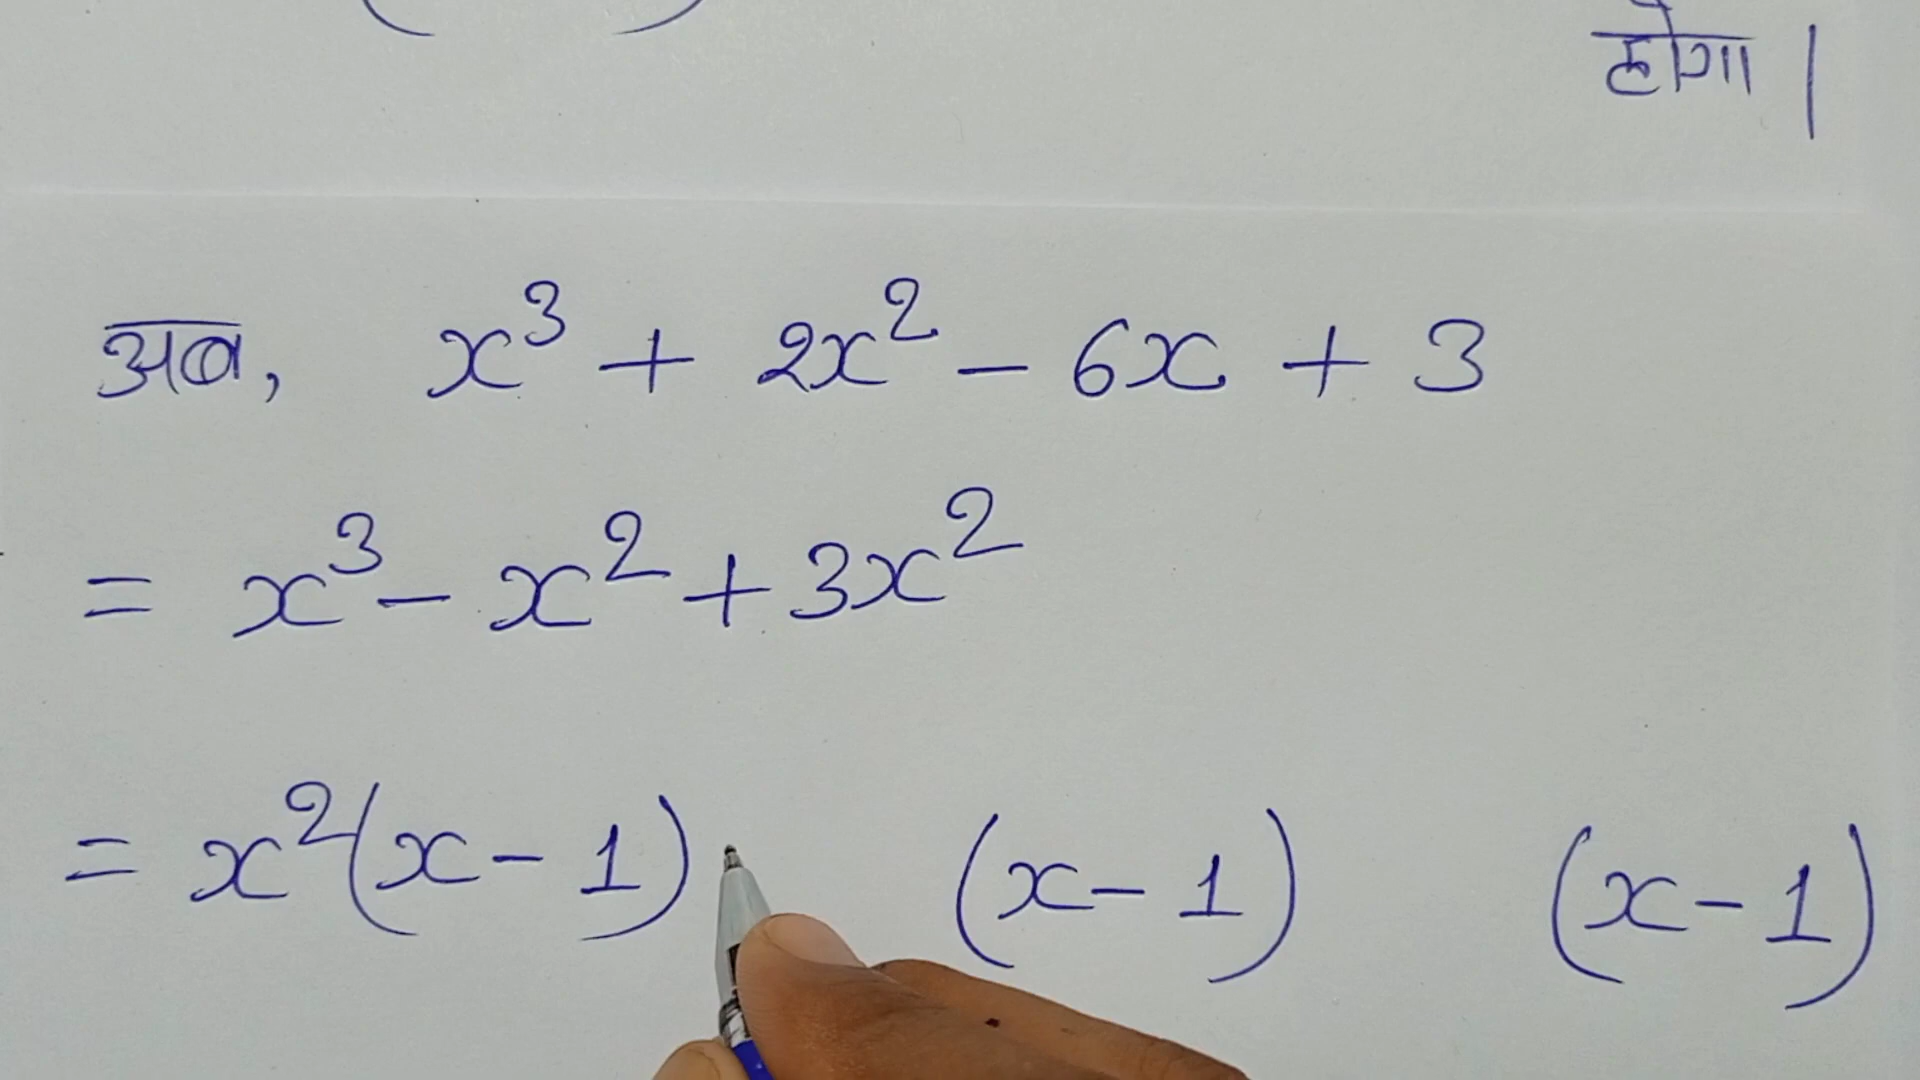 होगा |
अब, x³ + 2x² - 6x + 3
= x³ - x² + 3x²
= x²(x - 1) (x - 1) (x - 1)